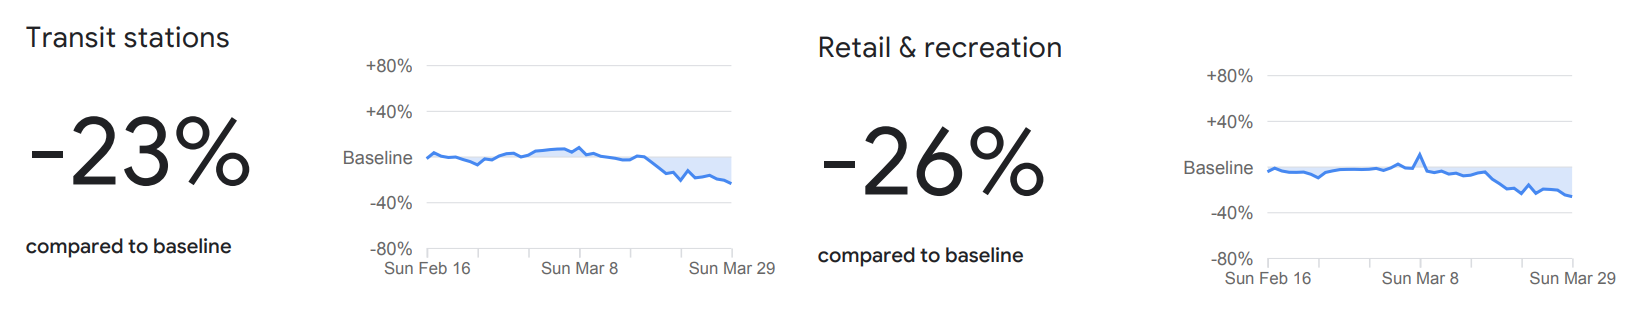 Transit stations
-23%
compared to baseline
+80%
+40%
Baseline
-40%
-80%
Sun Feb 16 Sun Mar 8 Sun Mar 29
Retail & recreation
-26%
compared to baseline
+80%
+40%
Baseline
-40%
-80%
Sun Feb 16 Sun Mar 8 Sun Mar 29